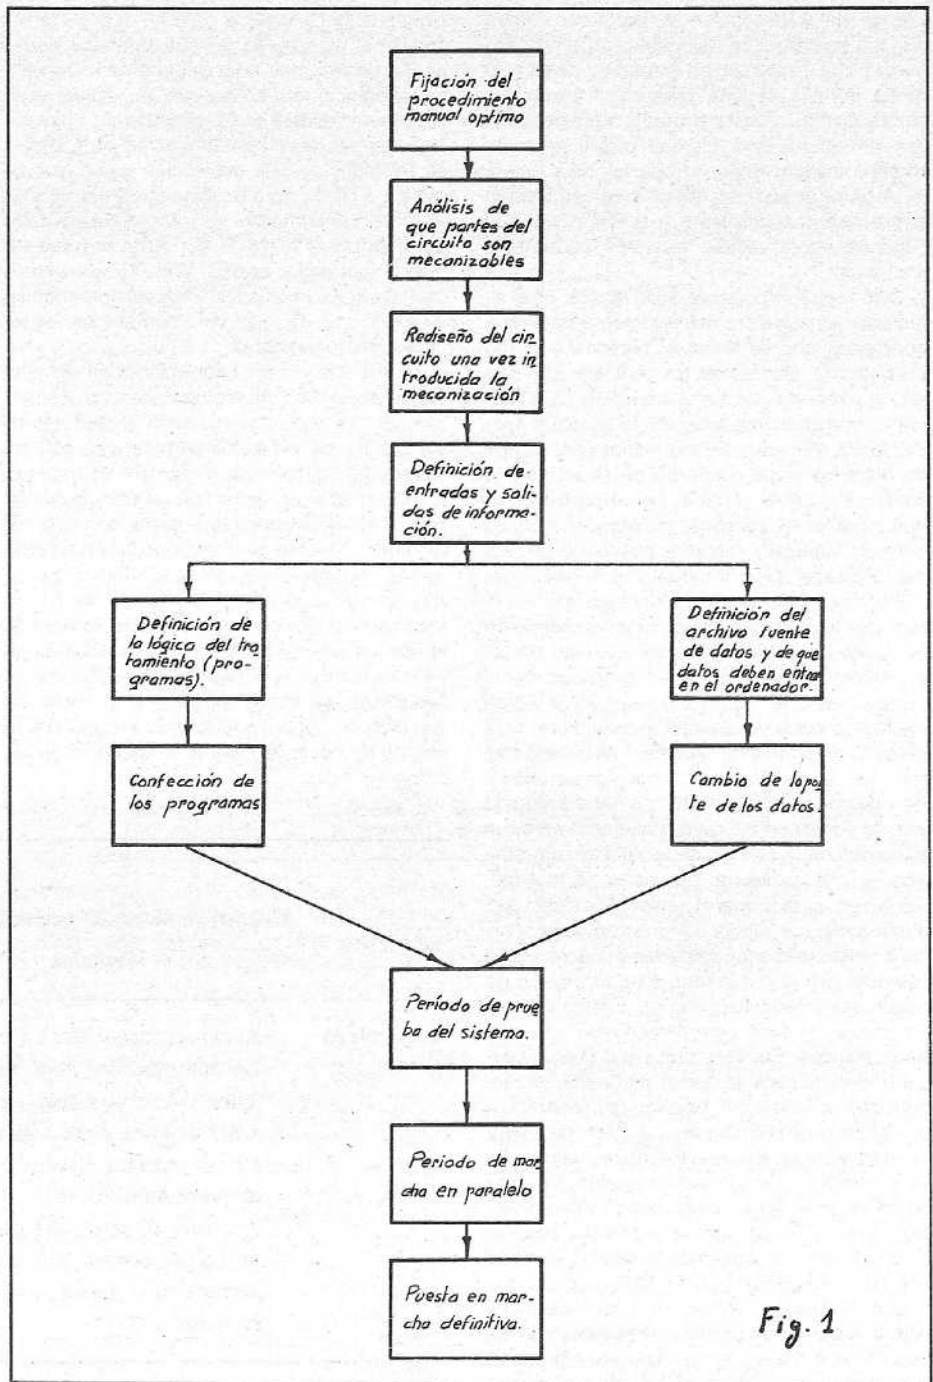 Fijación del
procedimiento
manual optimo
Análisis de
que partes del
circuito son
mecanizables
Rediseño del cir-
cuito una vez in
troducida la
mecanización
Definición de
entradas y sali-
das de informa-
ción.
Definición de
la lógica del tra-
tamiento (pro-
gramas).
Definición del
archivo fuente
de datos y de que
datos deben entrar
en el ordenador.
Confección de
los programas
Cambio de lopor
te de los datos.
Período de prue
ba del sistema.
Periodo de mar
cha en paralelo
Puesta en mar-
cha definitiva.
Fig. 1